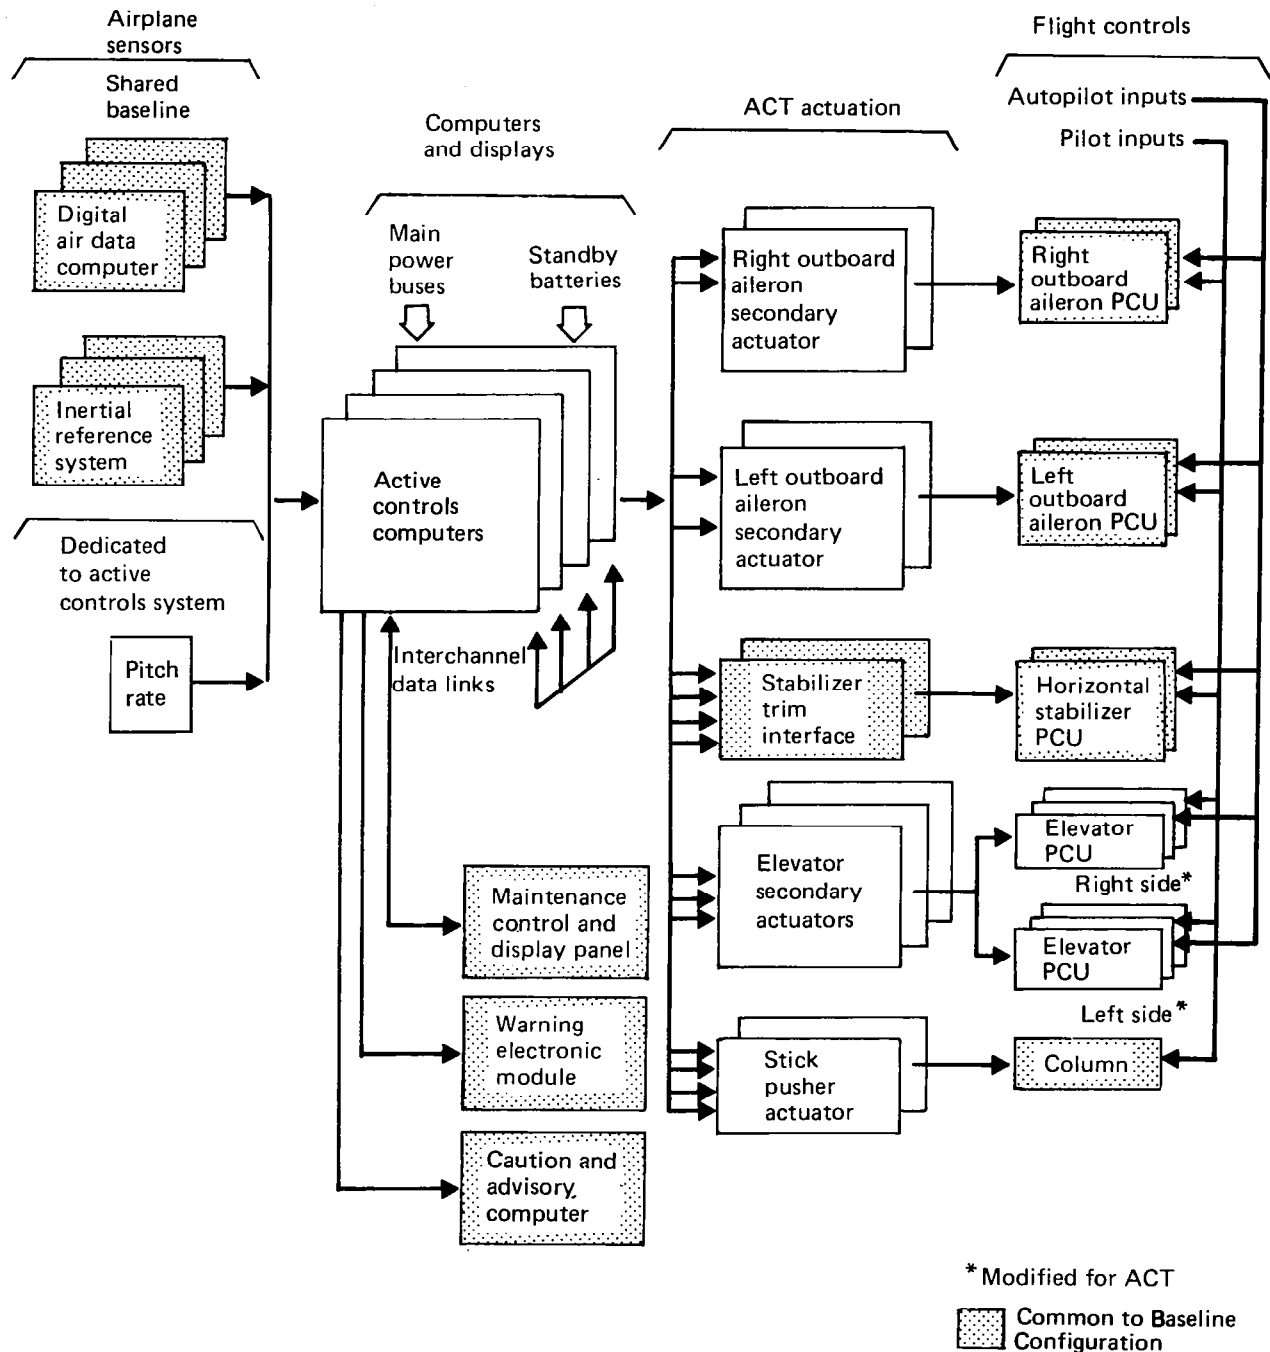 Airplane
sensors
Shared
baseline
Digital
air data
computer
Inertial
reference
system
Dedicated
to active
controls system
Pitch
rate
Computers
and displays
Main
power
buses
Standby
batteries
Active
controls
computers
Interchannel
data links
Maintenance
control and
display panel
Warning
electronic
module
Caution and
advisory
computer
ACT actuation
Right outboard
aileron
secondary
actuator
Left outboard
aileron
secondary
actuator
Stabilizer
trim
interface
Elevator
secondary
actuators
Stick
pusher
actuator
Flight controls
Autopilot inputs
Pilot inputs
Right
outboard
aileron PCU
Left
outboard
aileron PCU
Horizontal
stabilizer
PCU
Elevator
PCU
Right side*
Elevator
PCU
Left side*
Column
*Modified for ACT
Common to Baseline
Configuration